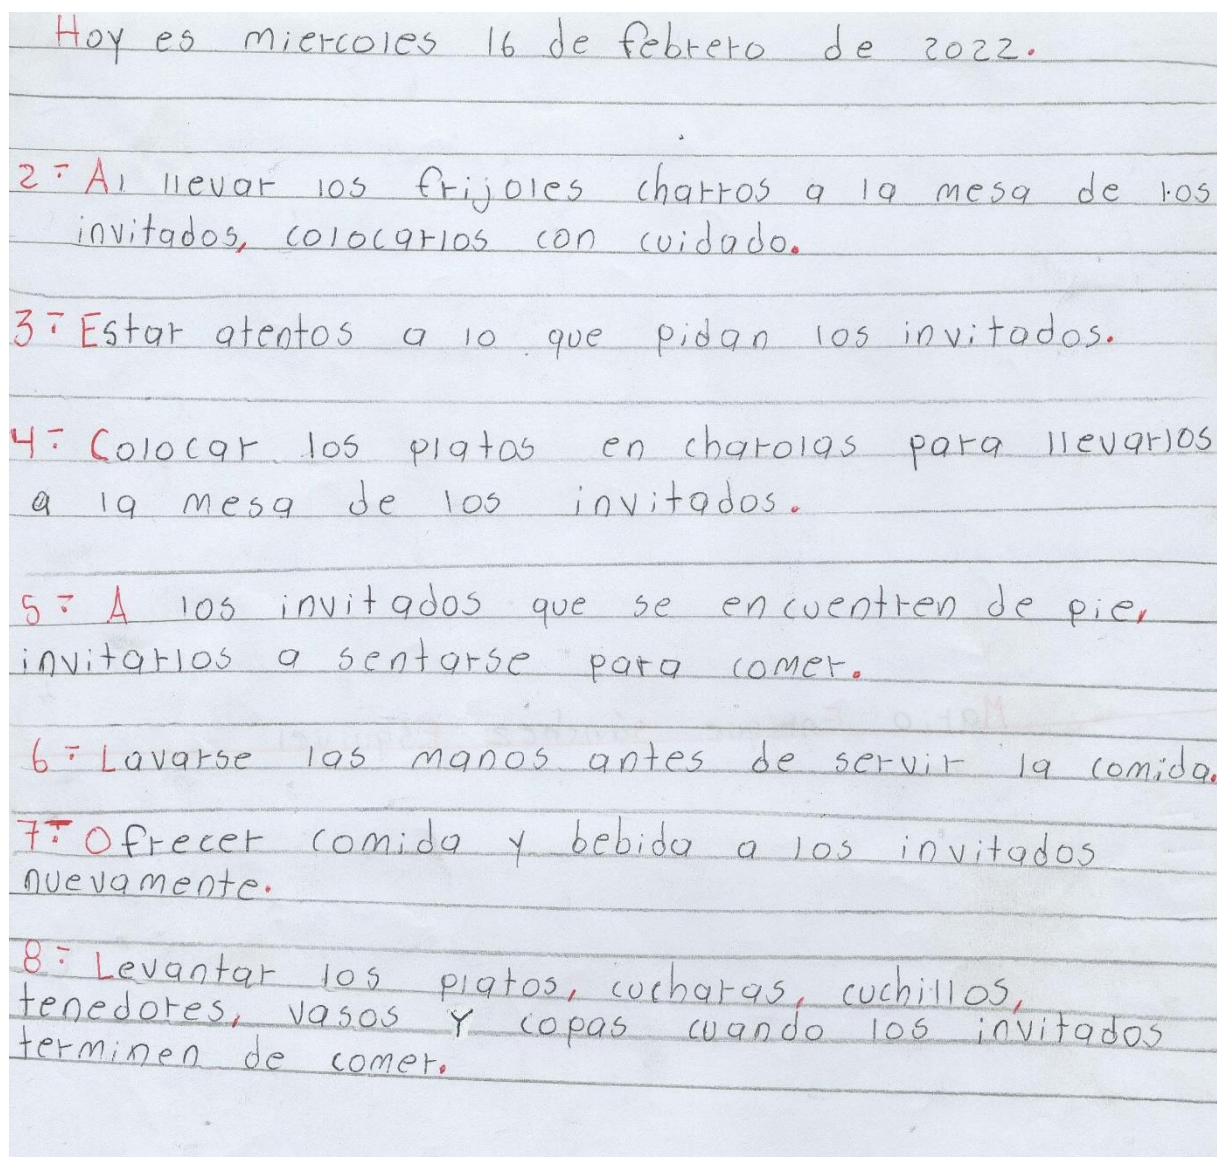 Hoy es miercoles 16 de febrero de 2022.
2.- Al llevar los frijoles charros a la mesa de los
invitados, colocarlos con cuidado.
3.- Estar atentos a lo que pidan los invitados.
4.- Colocar los platos en charolas para llevarlos
a la mesa de los invitados.
5.- A los invitados que se encuentren de pie,
invitarlos a sentarse para comer.
6.- Lavarse las manos antes de servir la comida.
7.- Ofrecer comida y bebida a los invitados
nuevamente.
8.- Levantar los platos, cucharas, cuchillos,
tenedores, vasos y copas cuando los invitados
terminen de comer.